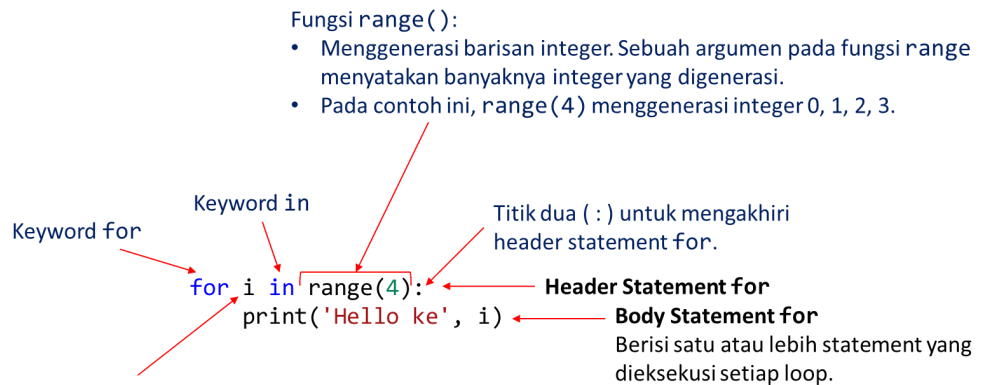 Fungsi range():
• Menggenerasi barisan integer. Sebuah argumen pada fungsi range
menyatakan banyaknya integer yang digenerasi.
• Pada contoh ini, range(4) menggenerasi integer 0, 1, 2, 3.
Keyword in
Keyword for
Titik dua (:) untuk mengakhiri
header statement for.
for i in range(4):
Header Statement for
print('Hello ke', i)
Body Statement for
Berisi satu atau lebih statement yang
dieksekusi setiap loop.